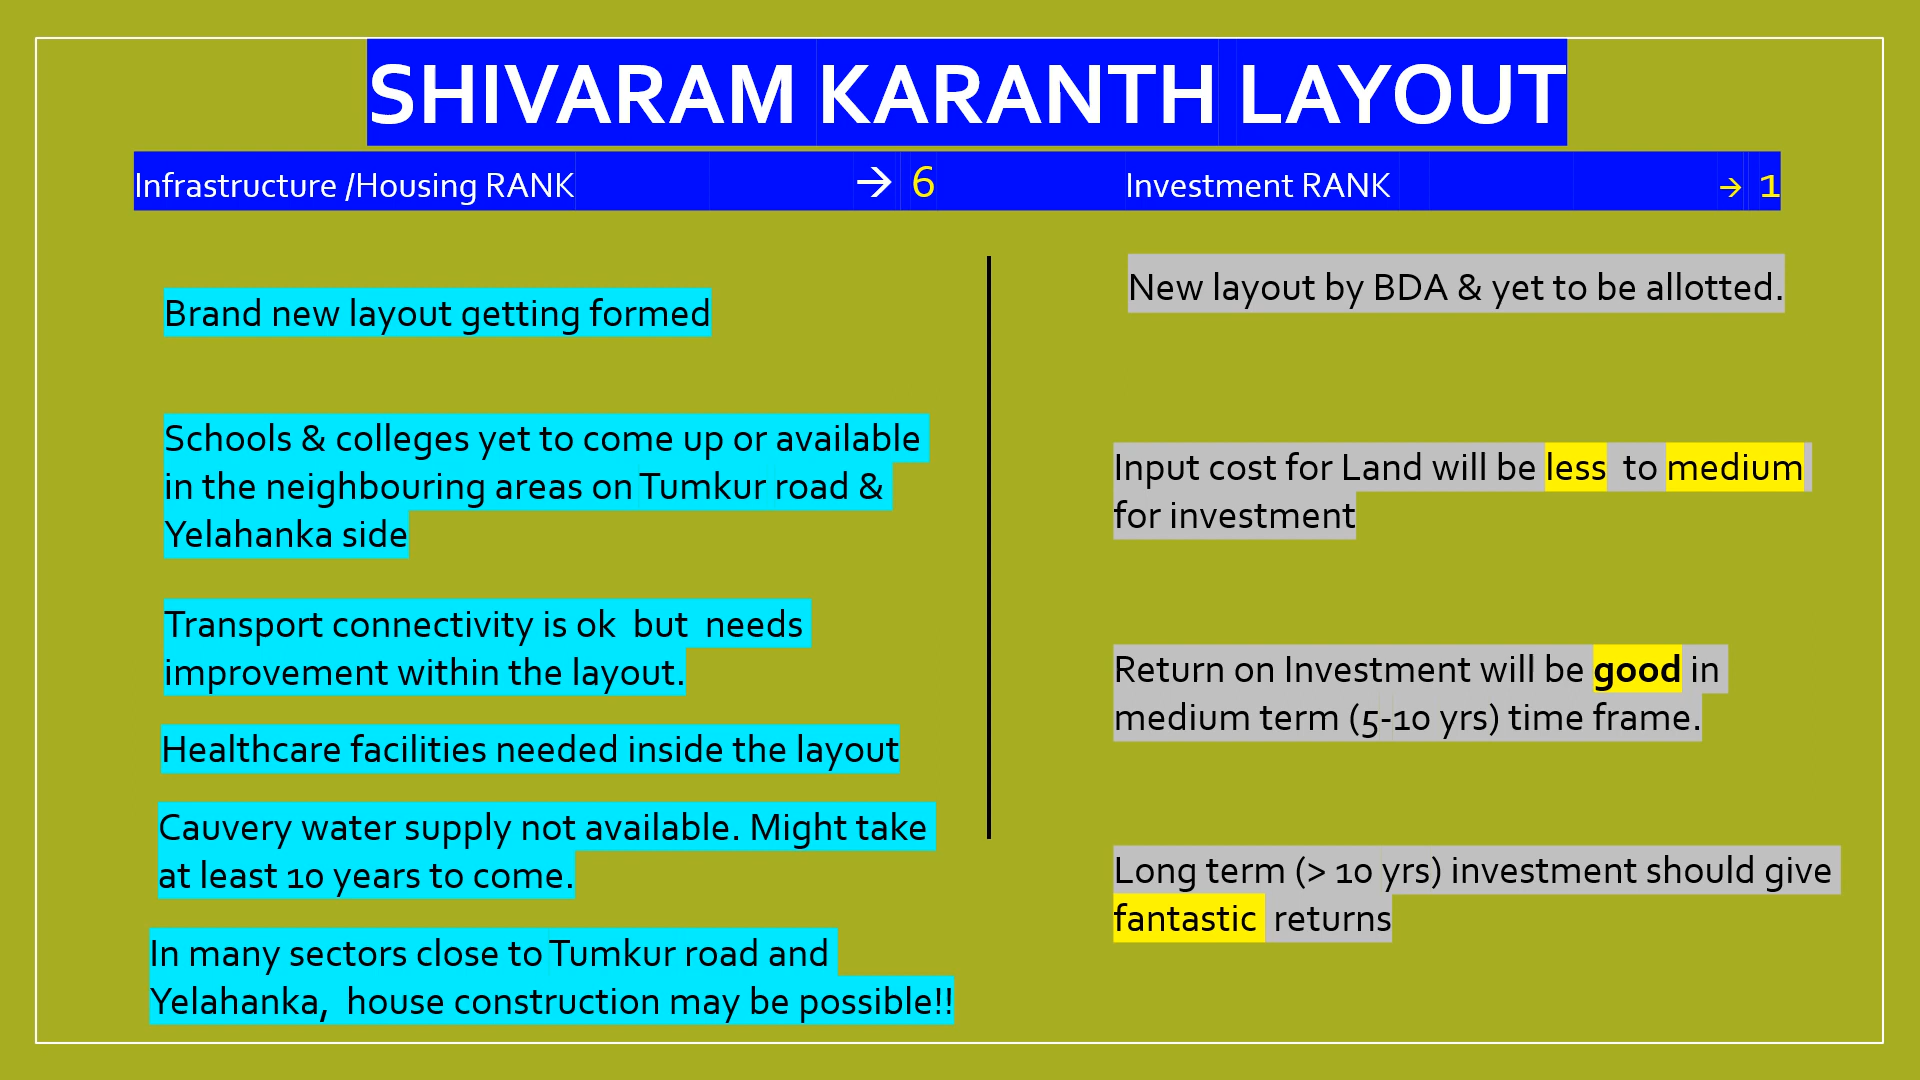 SHIVARAM KARANTH LAYOUT
Infrastructure /Housing RANK → 6 Investment RANK → 1
Brand new layout getting formed
Schools & colleges yet to come up or available
in the neighbouring areas on Tumkur road &
Yelahanka side
Transport connectivity is ok but needs
improvement within the layout.
Healthcare facilities needed inside the layout
Cauvery water supply not available. Might take
at least 10 years to come.
In many sectors close to Tumkur road and
Yelahanka, house construction may be possible!!
New layout by BDA & yet to be allotted.
Input cost for Land will be less to medium
for investment
Return on Investment will be good in
medium term (5-10 yrs) time frame.
Long term (> 10 yrs) investment should give
fantastic returns